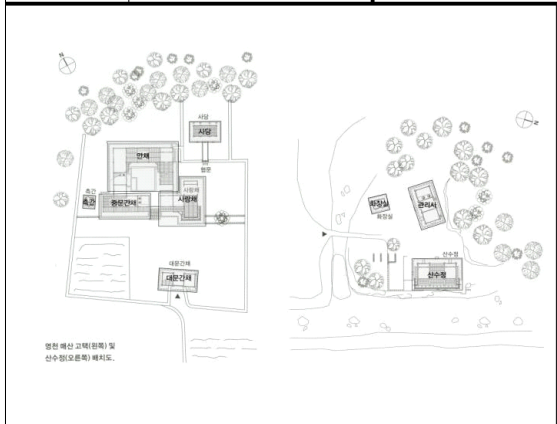 N
사당
사당
협문
안채
사랑채
사랑채
측간
측간
중문간채
대문간채
대문간채
영천 매산 고택(왼쪽) 및
산수정(오른쪽) 배치도.
N
화장실
화장실
관리사
산수정
산수정